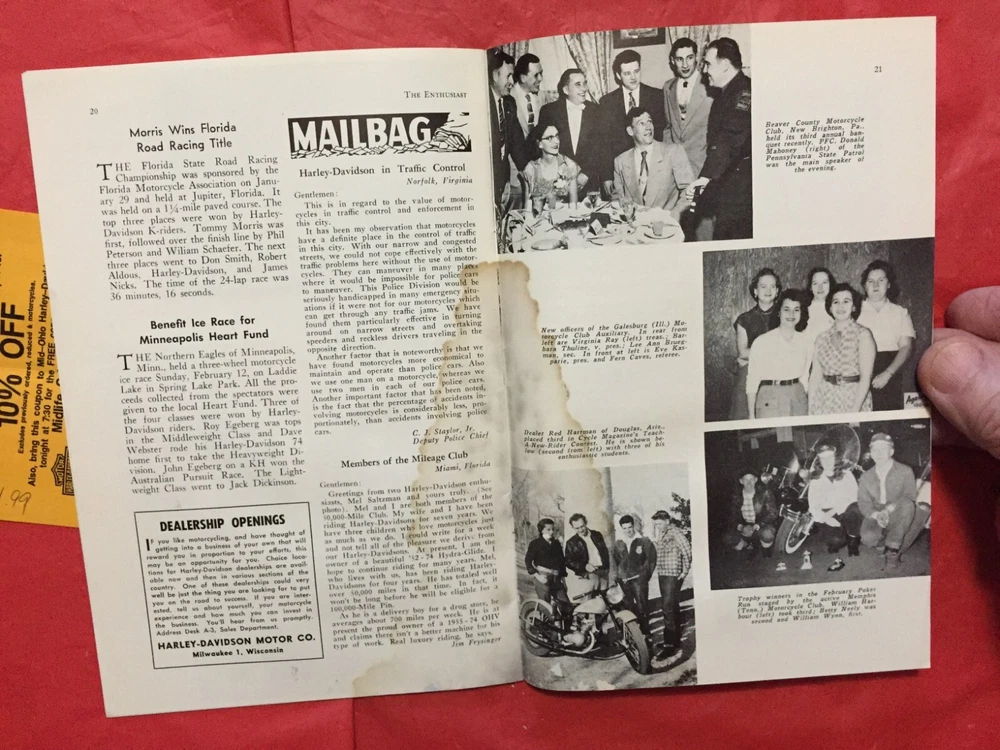 20
THE ENTHUSIAST
Morris Wins Florida
Road Racing Title
THE Florida State Road Racing
Championship was sponsored by the
Florida Motorcycle Association on Janu-
ary 29 and held at Jupiter, Florida. It
was held on a 1¼-mile paved course. The
top three places were won by Harley-
Davidson K-riders. Tommy Morris was
first, followed over the finish line by Phil
Peterson and Wiliam Schaefer. The next
three places went to Don Smith, Robert
Aldous, Harley-Davidson, and James
Nicks. The time of the 24-lap race was
36 minutes, 16 seconds.
Benefit Ice Race for
Minneapolis Heart Fund
THE Northern Eagles of Minneapolis,
Minn., held a three-wheel motorcycle
ice race Sunday, February 12, on Laddie
Lake in Spring Lake Park. All the pro-
ceeds collected from the spectators were
given to the local Heart Fund. Three of
the four classes were won by Harley-
Davidson riders. Roy Egeberg was tops
in the Middleweight Class and Dave
Webster rode his Harley-Davidson 74
home first to take the Heavyweight Di-
vision. John Egeberg on a KH won the
Australian Pursuit Race. The Light-
weight Class went to Jack Dickinson.
DEALERSHIP OPENINGS
If you like motorcycling, and have thought of
getting into a business of your own that will
reward you in proportion to your efforts, this
may be an opportunity for you. Choice loca-
tions for Harley-Davidson dealerships are avail-
able now and then in various sections of the
country. One of these dealerships could very
well be just the thing you are looking to put
you on the road to success. If you are inter-
ested, tell us about yourself, your motorcycle
experience and how much you can invest in
the business. You'll hear from us promptly.
Address Desk A-3, Sales Department.
HARLEY-DAVIDSON MOTOR CO.
Milwaukee 1, Wisconsin
MAILBAG
Harley-Davidson in Traffic Control
Norfolk, Virginia
Gentlemen:
This is in regard to the value of motor-
cycles in traffic control and enforcement in
this city.
It has been my observation that motorcycles
have a definite place in the control of traffic
in this city. With our narrow and congested
streets, we could not cope effectively with the
traffic problems here without the use of motor-
cycles. They can maneuver in many places
where it would be impossible for police cars
to maneuver. This Police Division would be
seriously handicapped in many emergency situ-
ations if it were not for our motorcycles which
can get through any traffic jams. We have
found them particularly effective in turning
around on narrow streets and overtaking
speeders and reckless drivers traveling in the
opposite direction.
Another factor that is noteworthy is that we
have found motorcycles more economical to
maintain and operate than police cars. Also
we use one man on a motorcycle, whereas we
use two men in each of our police cars.
Another important factor that has been noted,
is the fact that the percentage of accidents in-
volving motorcycles is considerably less, pro-
portionately, than accidents involving police
cars.
C. J. Staylor, Jr.
Deputy Police Chief
Members of the Mileage Club
Miami, Florida
Gentlemen:
Greetings from two Harley-Davidson enthu-
siasts, Mel Saltzman and yours truly. (See
photo). Mel and I are both members of the
50,000-Mile Club. My wife and I have been
riding Harley-Davidsons for seven years. We
have three children who love motorcycles just
as much as we do. I could write for a week
and not tell all of the pleasure we derive from
our Harley-Davidsons. At present, I am the
owner of a beautiful '52-74 Hydra-Glide. I
hope to continue riding for many years. Mel,
who lives with us, has been riding Harley-
Davidsons for four years. He has totaled well
over 50,000 miles in that time. In fact, it
won't be long before he will be eligible for his
100,000-Mile Pin.
As he is a delivery boy for a drug store, he
averages about 700 miles per week. He is at
present the proud owner of a 1955-74 OHV
and claims there isn't a better machine for his
type of work. Real luxury riding, he says.
Jim Feysinger
21
Beaver County Motorcycle
Club, New Brighton, Pa.,
held its third annual ban-
quet recently. PFC. Donald
Mahoney (right) of the
Pennsylvania State Patrol
was the main speaker of
the evening.
New officers of the Galesburg (Ill.) Mo-
torcycle Club Auxiliary. In rear from
left are Virginia Ray (left) treas.; Bar-
bara Thuline, v. pres.; Lee Ann Brueg-
man, sec. In front at left is Eve Kas-
parie, pres. and Fern Caves, referee.
Dealer Red Hartman of Douglas, Ariz.,
placed third in Cycle Magazine's Teach-
A-New-Rider Contest. He is shown be-
low (second from left) with three of his
enthusiastic students.
Trophy winners in the February Poker
Run staged by the active Memphis
(Tenn.) Motorcycle Club. William Har-
bour (left) took third; Betty Neely was
second and William Wynn, first.
10% OFF
Excludes previously ordered, reduced & motorcycles.
Also, bring this coupon to Mid-Ohio Harley-D
tonight at 7:30 for the FREE
Midlife
.99